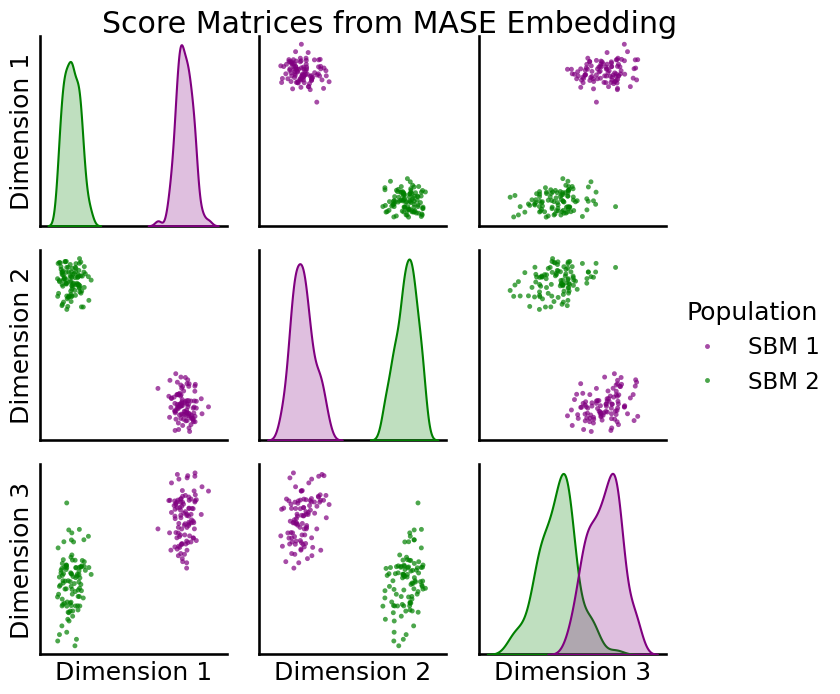 Score Matrices from MASE Embedding
Dimension 1
Dimension 2
Dimension 3
Population
SBM 1
SBM 2
Dimension 1
Dimension 2
Dimension 3